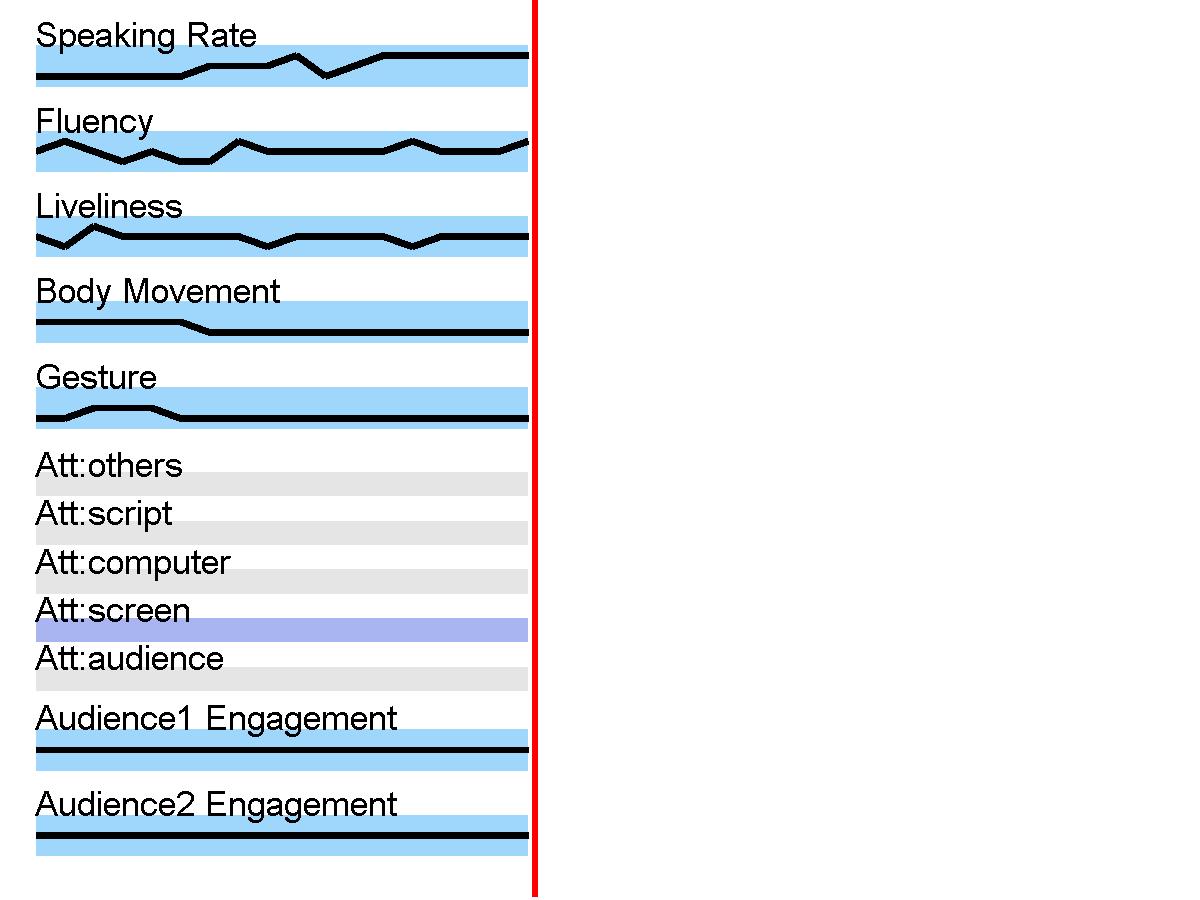 Speaking Rate
Fluency
Liveliness
Body Movement
Gesture
Att:others
Att:script
Att:computer
Att:screen
Att:audience
Audience1 Engagement
Audience2 Engagement